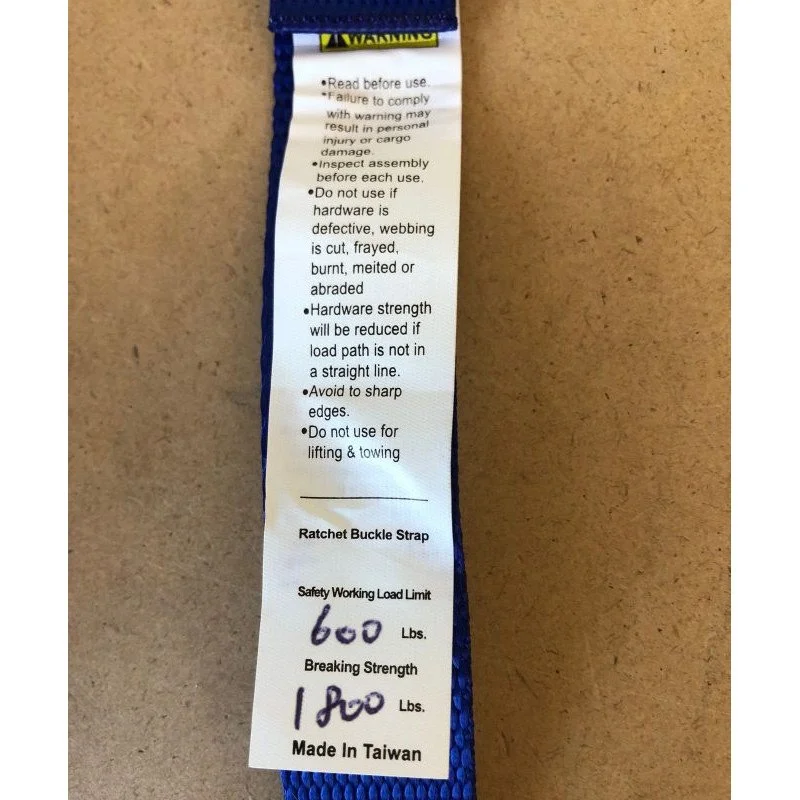 WARNING
•Read before use.
*Failure to comply
with warning may
result in personal
injury or cargo
damage.
•Inspect assembly
before each use.
•Do not use if
hardware is
defective, webbing
is cut, frayed,
burnt, meited or
abraded
•Hardware strength
will be reduced if
load path is not in
a straight line.
•Avoid to sharp
edges.
•Do not use for
lifting & towing
Ratchet Buckle Strap
Safety Working Load Limit
600 Lbs.
Breaking Strength
1800 Lbs.
Made In Taiwan